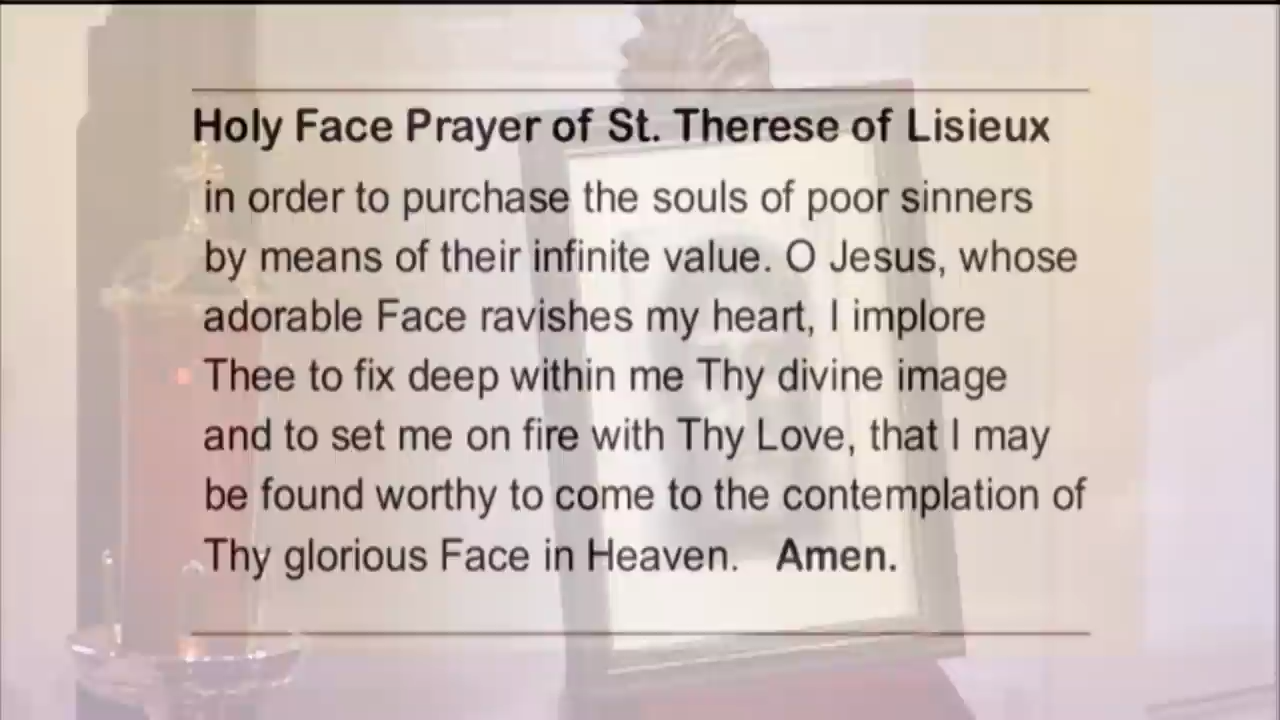 Holy Face Prayer of St. Therese of Lisieux
in order to purchase the souls of poor sinners
by means of their infinite value. O Jesus, whose
adorable Face ravishes my heart, I implore
Thee to fix deep within me Thy divine image
and to set me on fire with Thy Love, that I may
be found worthy to come to the contemplation of
Thy glorious Face in Heaven. Amen.